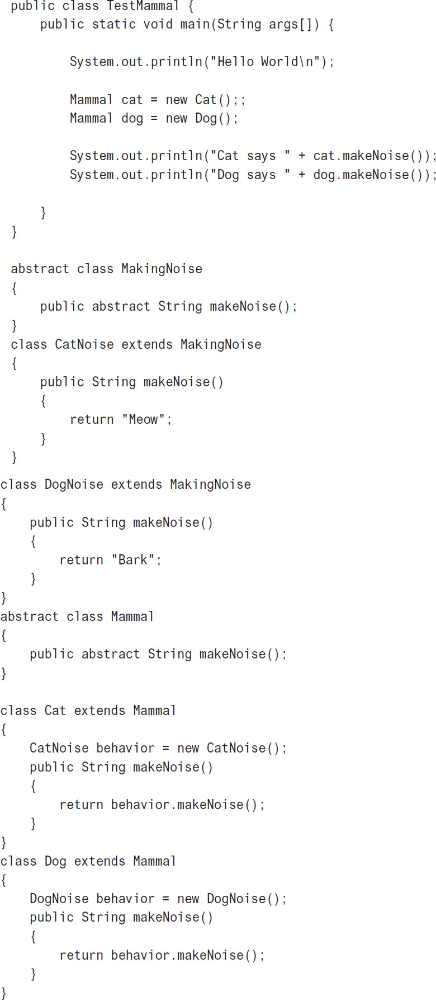 public class TestMammal {
    public static void main(String args[]) {

        System.out.println("Hello World\n");

        Mammal cat = new Cat();;
        Mammal dog = new Dog();

        System.out.println("Cat says " + cat.makeNoise());
        System.out.println("Dog says " + dog.makeNoise());

    }
}

abstract class MakingNoise
{
    public abstract String makeNoise();
}
class CatNoise extends MakingNoise
{
    public String makeNoise()
    {
        return "Meow";
    }
}
class DogNoise extends MakingNoise
{
    public String makeNoise()
    {
        return "Bark";
    }
}
abstract class Mammal
{
    public abstract String makeNoise();
}

class Cat extends Mammal
{
    CatNoise behavior = new CatNoise();
    public String makeNoise()
    {
        return behavior.makeNoise();
    }
}
class Dog extends Mammal
{
    DogNoise behavior = new DogNoise();
    public String makeNoise()
    {
        return behavior.makeNoise();
    }
}